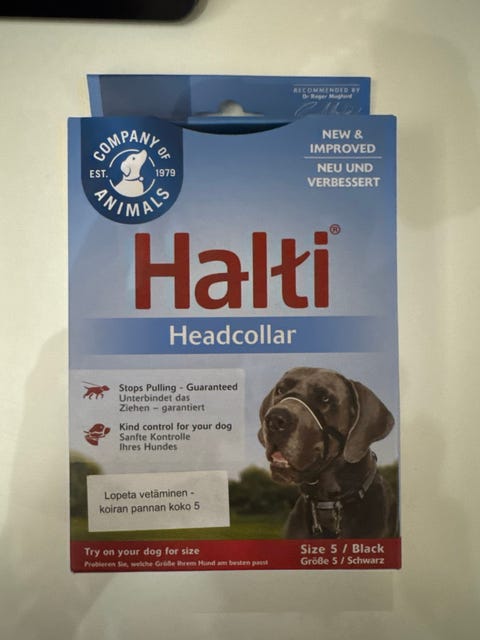 RECOMMENDED BY
Dr Roger Mugford
COMPANY OF
EST. 1979
ANIMALS
NEW &
IMPROVED
NEU UND
VERBESSERT
Halti®
Headcollar
Stops Pulling - Guaranteed
Unterbindet das
Ziehen – garantiert
Kind control for your dog
Sanfte Kontrolle
Ihres Hundes
Lopeta vetäminen -
koiran pannan koko 5
Try on your dog for size
Probieren Sie, welche Größe Ihrem Hund am besten passt
Size 5 / Black
Größe 5 / Schwarz